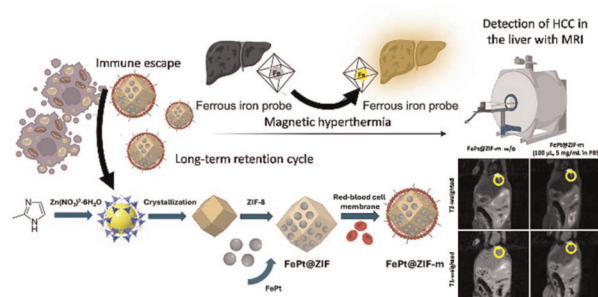 Detection of HCC in
the liver with MRI
Immune escape
Fe
Fe
Ferrous iron probe
Ferrous iron probe
Magnetic hyperthermia
Long-term retention cycle
FePt@ZIF-m w/o
FePt@ZIF-m
(100 μL, 5 mg/mL in PBS)
Zn(NO₃)²·6H₂O
Crystallization
ZIF-8
Red-blood cell
membrane
FePt@ZIF
FePt@ZIF-m
FePt
T2-weighted
T1-weighted